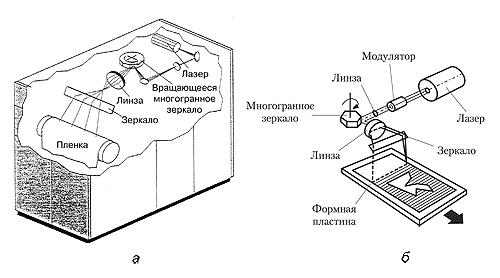 Лазер
Вращающееся
многогранное
зеркало
Линза
Зеркало
Пленка
а
Модулятор
Линза
Лазер
Многогранное
зеркало
Линза
Зеркало
Формная
пластина
б